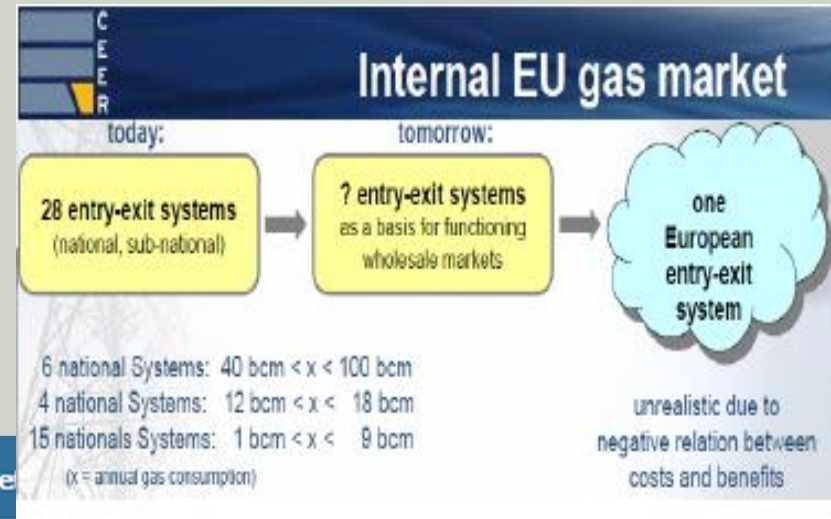 C
E
E
R
Internal EU gas market
today:
tomorrow:
28 entry-exit systems
(national, sub-national)
? entry-exit systems
as a basis for functioning
wholesale markets
one
European
entry-exit
system
6 national Systems: 40 bcm < x < 100 bcm
4 national Systems: 12 bcm < x < 18 bcm
15 nationals Systems: 1 bcm < x < 9 bcm
(x = annual gas consumption)
unrealistic due to
negative relation between
costs and benefits